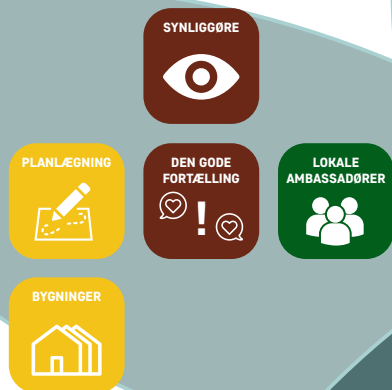 SYNLIGGØRE
PLANLÆGNING
DEN GODE
FORTÆLLING
!
LOKALE
AMBASSADØRER
BYGNINGER